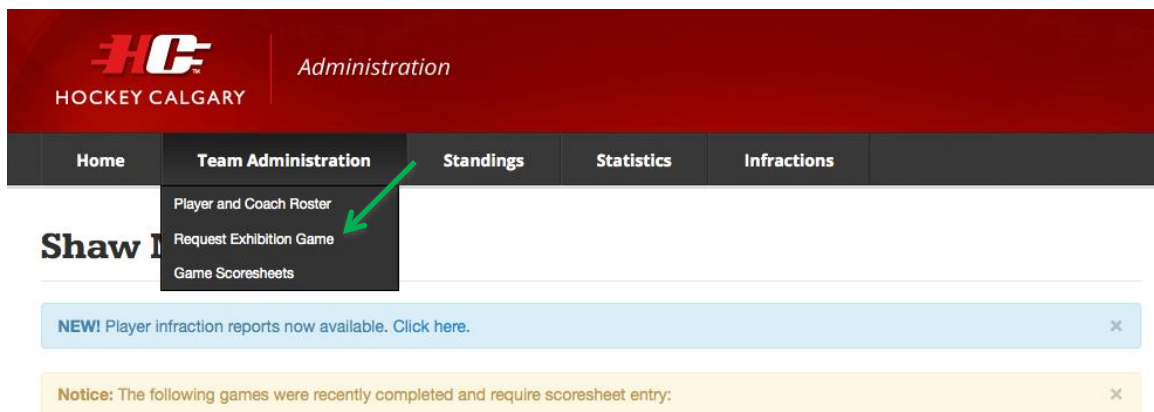 HC™
HOCKEY CALGARY
Administration
Home Team Administration Standings Statistics Infractions
Player and Coach Roster
Request Exhibition Game
Game Scoresheets
Shaw
NEW! Player infraction reports now available. Click here. ×
Notice: The following games were recently completed and require scoresheet entry: ×